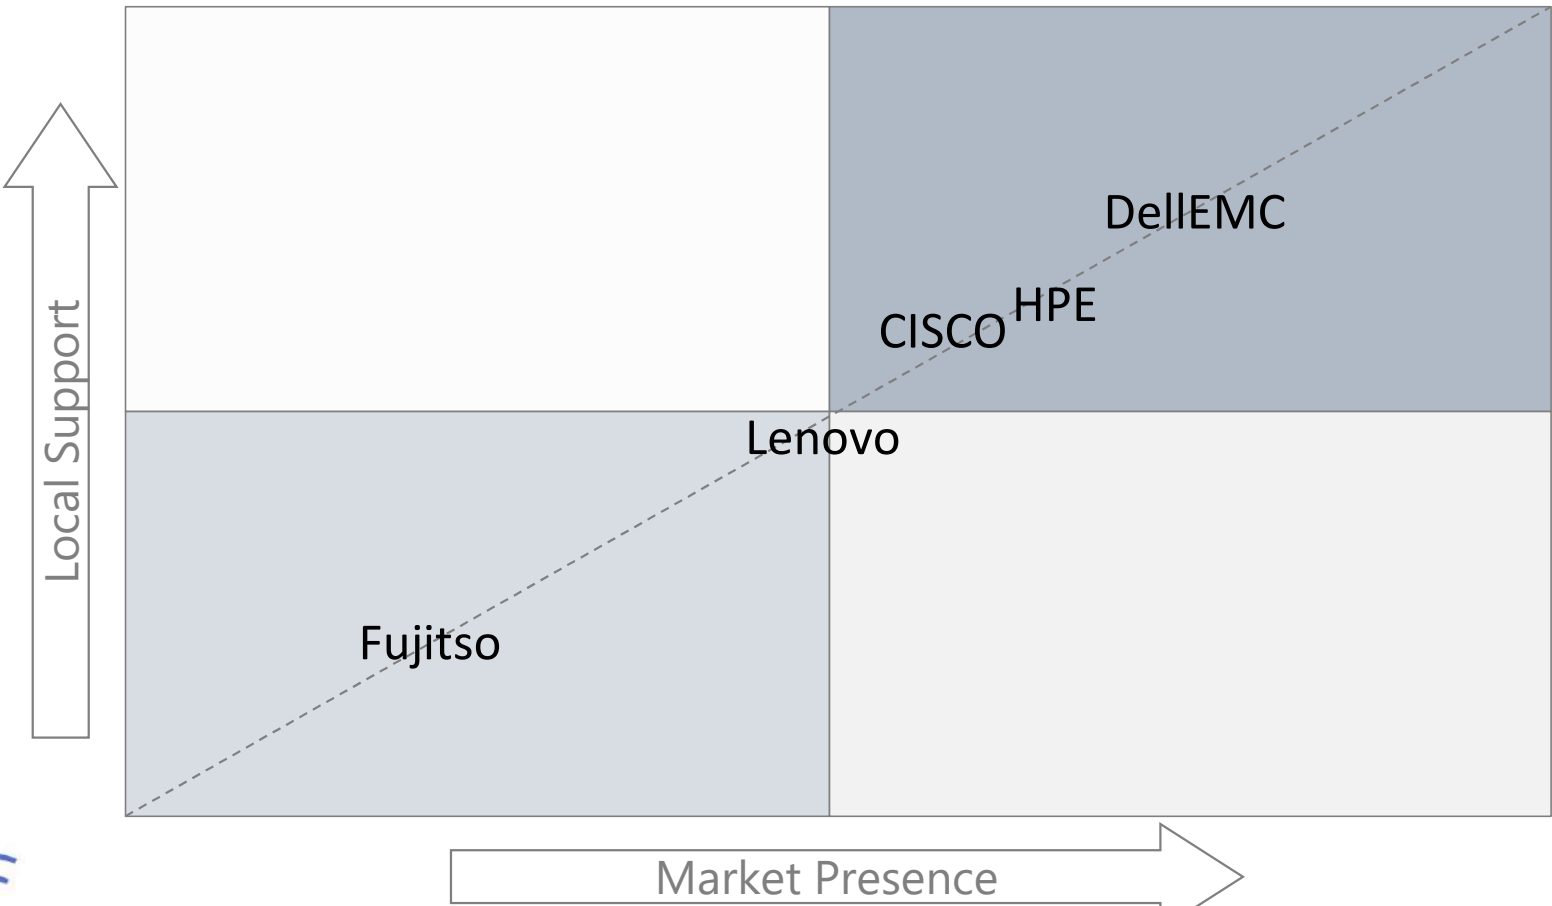 DellEMC
HPE
CISCO
Lenovo
Fujitso
Local Support
Market Presence